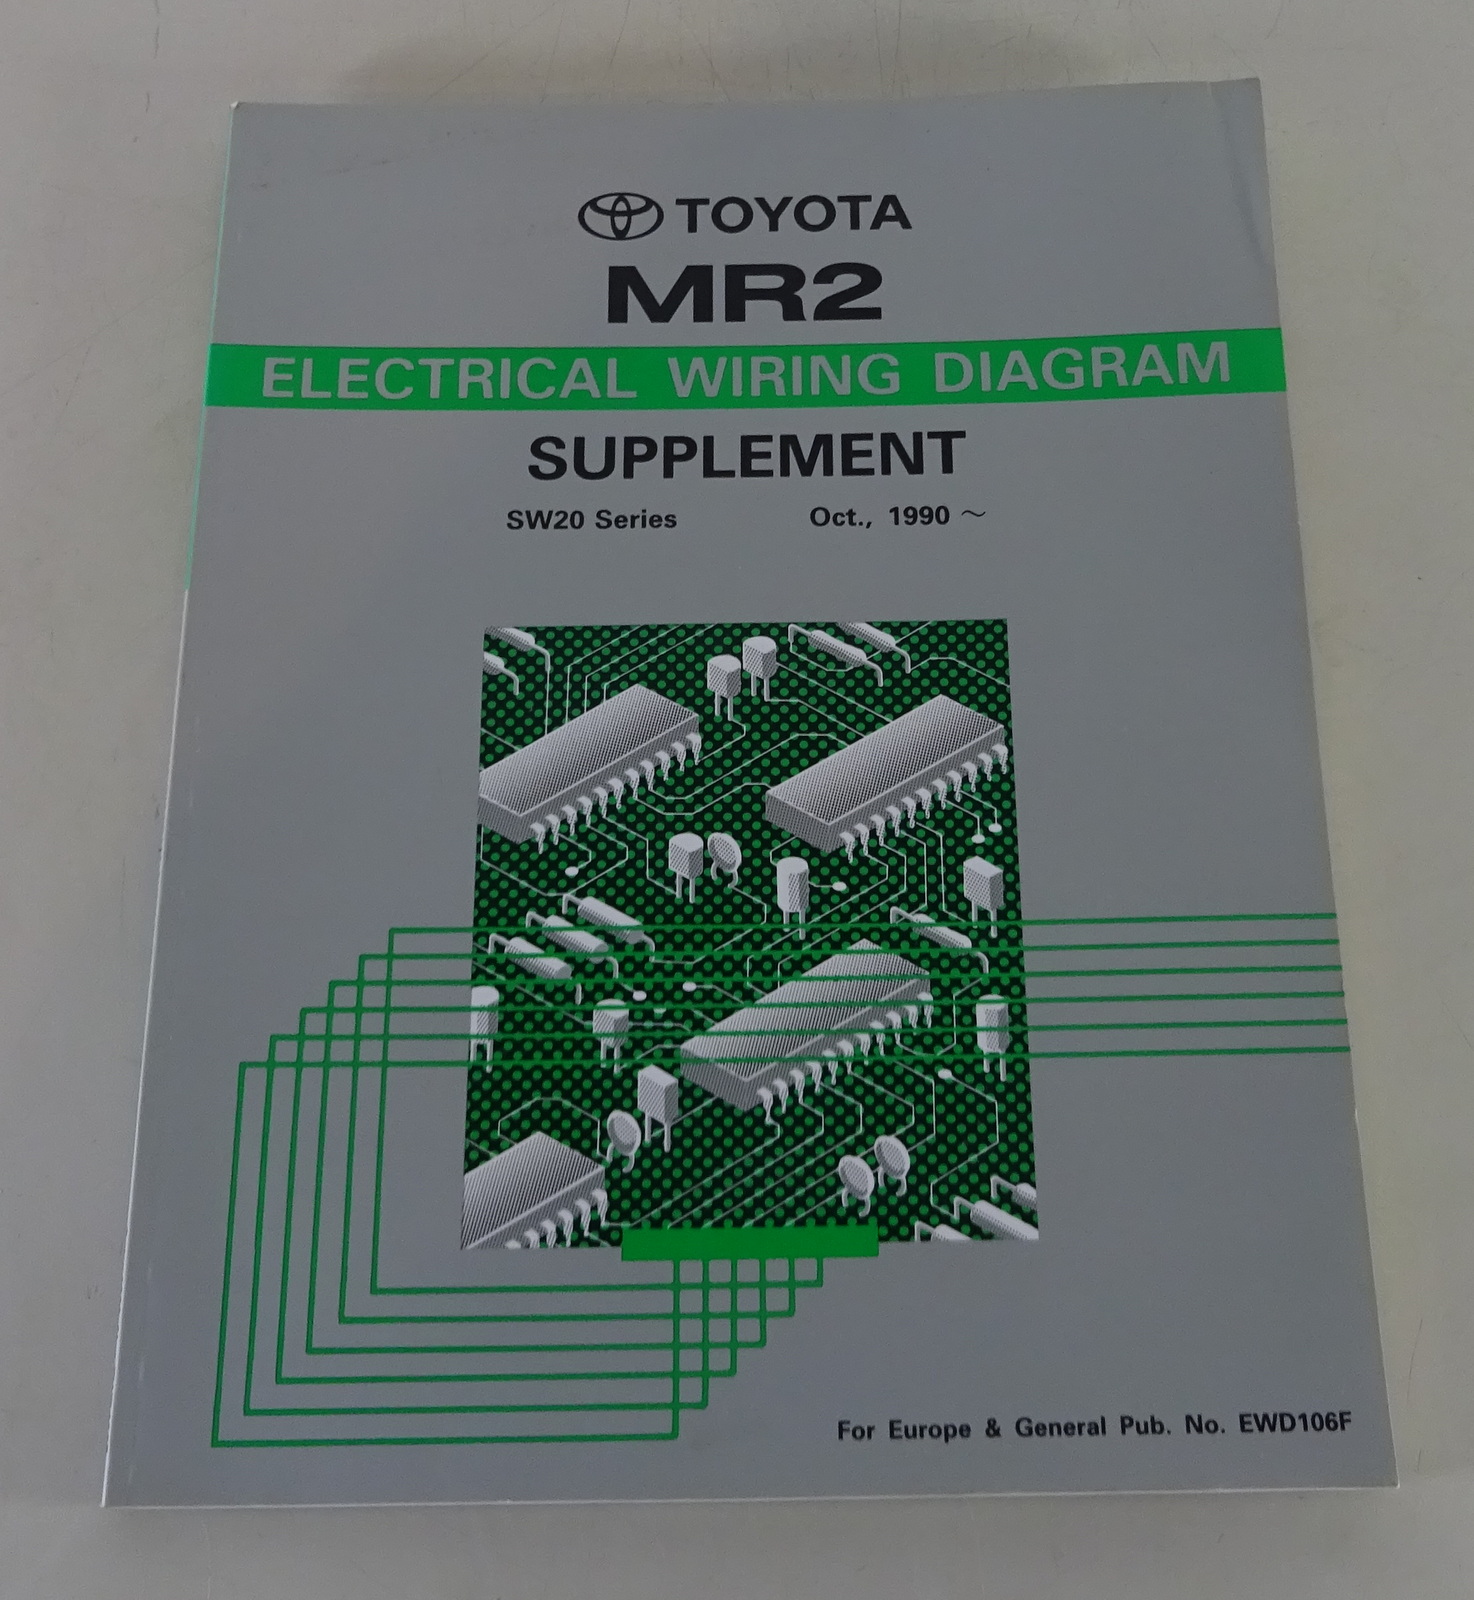 TOYOTA
MR2
ELECTRICAL WIRING DIAGRAM
SUPPLEMENT
SW20 Series Oct., 1990 ~
For Europe & General Pub. No. EWD106F